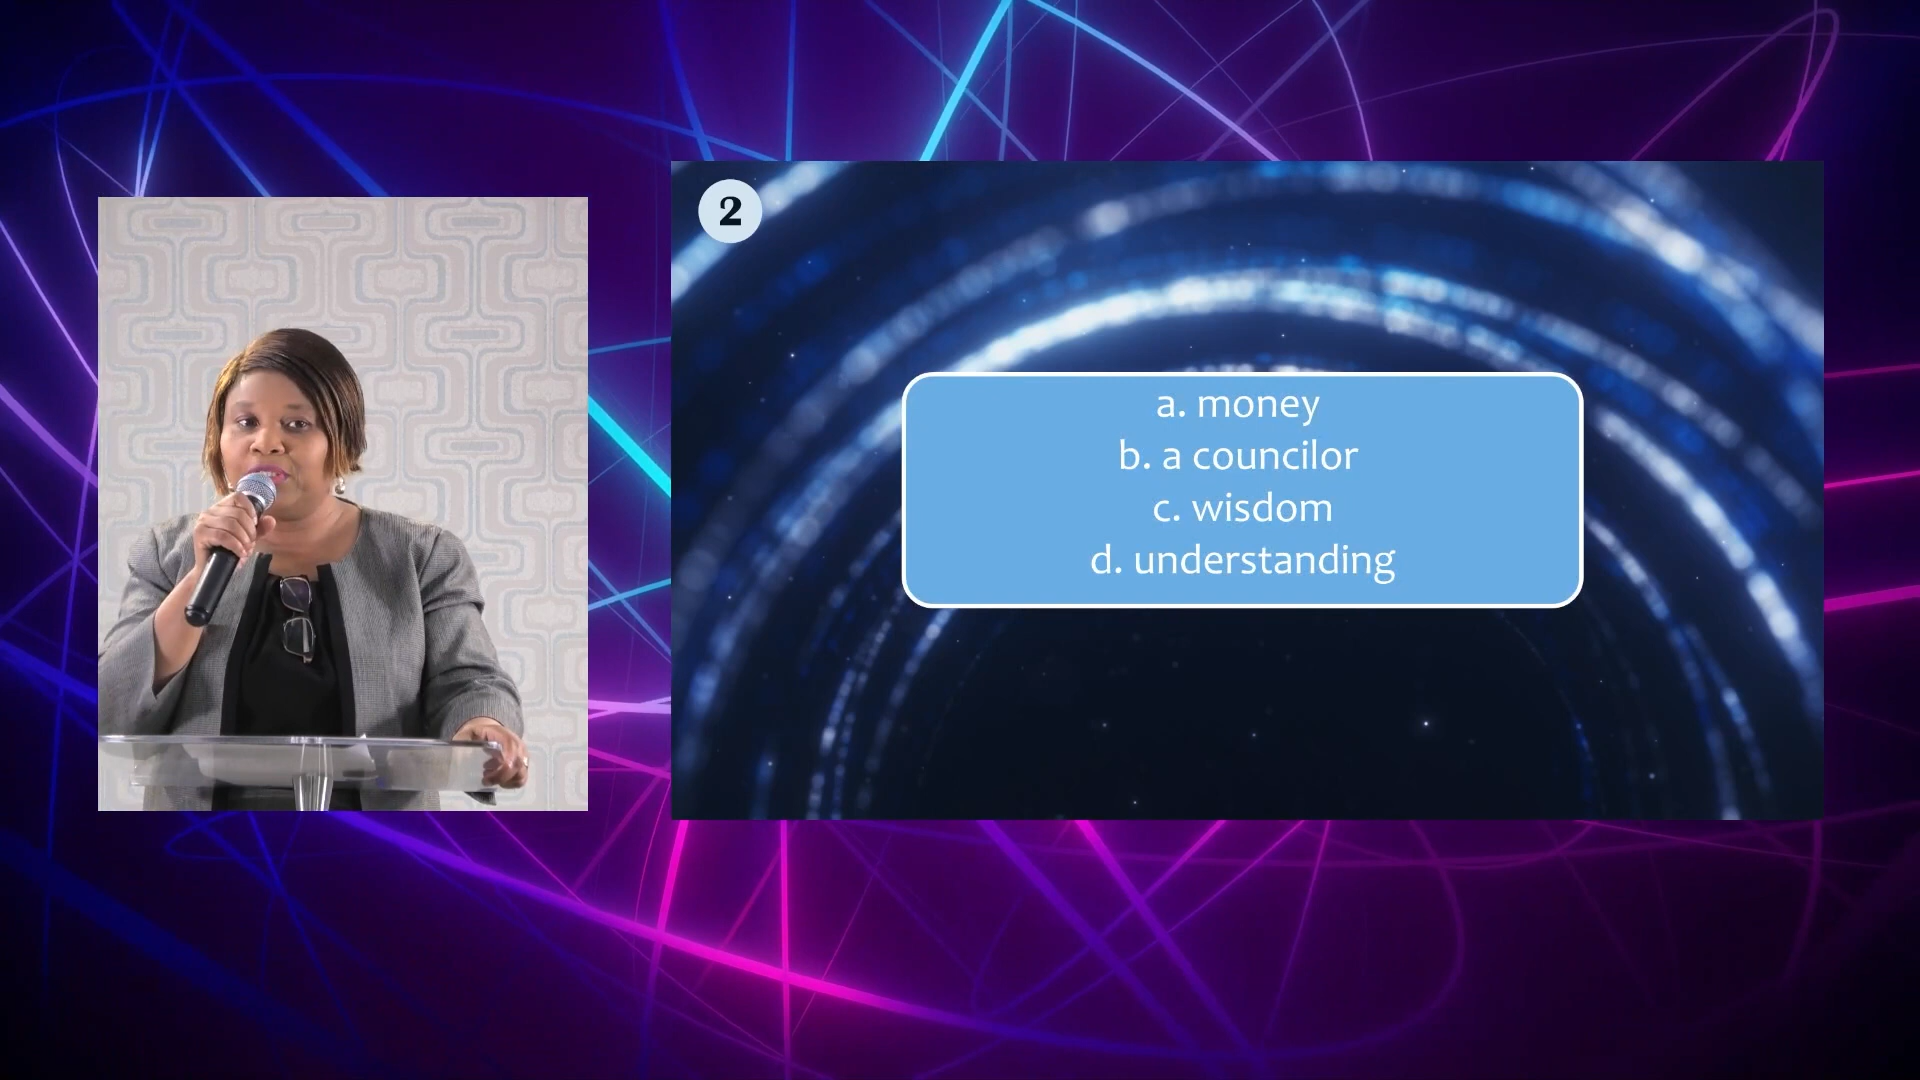 2
a. money
b. a councilor
c. wisdom
d. understanding